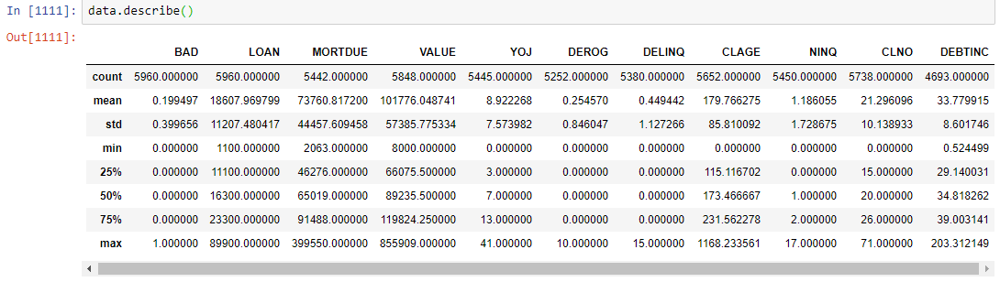 In [1111]: data.describe()
Out[1111]:
BAD LOAN MORTDUE VALUE YOJ DEROG DELINQ CLAGE NINQ CLNO DEBTINC
count 5960.000000 5960.000000 5442.000000 5848.000000 5445.000000 5252.000000 5380.000000 5652.000000 5450.000000 5738.000000 4693.000000
mean 0.199497 18607.969799 73760.817200 101776.048741 8.922268 0.254570 0.449442 179.766275 1.186055 21.296096 33.779915
std 0.399656 11207.480417 44457.609458 57385.775334 7.573982 0.846047 1.127266 85.810092 1.728675 10.138933 8.601746
min 0.000000 1100.000000 2063.000000 8000.000000 0.000000 0.000000 0.000000 0.000000 0.000000 0.000000 0.524499
25% 0.000000 11100.000000 46276.000000 66075.500000 3.000000 0.000000 0.000000 115.116702 0.000000 15.000000 29.140031
50% 0.000000 16300.000000 65019.000000 89235.500000 7.000000 0.000000 0.000000 173.466667 1.000000 20.000000 34.818262
75% 0.000000 23300.000000 91488.000000 119824.250000 13.000000 0.000000 0.000000 231.562278 2.000000 26.000000 39.003141
max 1.000000 89900.000000 399550.000000 855909.000000 41.000000 10.000000 15.000000 1168.233561 17.000000 71.000000 203.312149